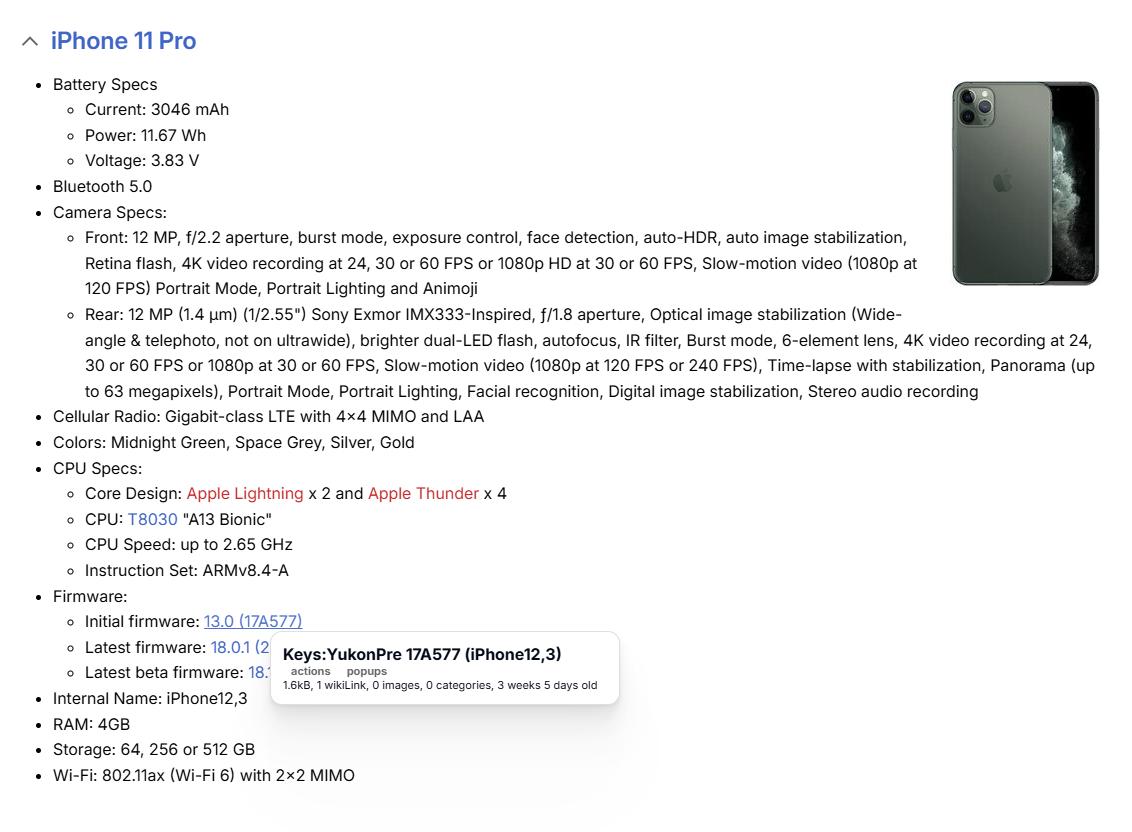 iPhone 11 Pro
Battery Specs
Current: 3046 mAh
Power: 11.67 Wh
Voltage: 3.83 V
Bluetooth 5.0
Camera Specs:
Front: 12 MP, f/2.2 aperture, burst mode, exposure control, face detection, auto-HDR, auto image stabilization,
Retina flash, 4K video recording at 24, 30 or 60 FPS or 1080p HD at 30 or 60 FPS, Slow-motion video (1080p at
120 FPS) Portrait Mode, Portrait Lighting and Animoji
Rear: 12 MP (1.4 μm) (1/2.55") Sony Exmor IMX333-Inspired, ƒ/1.8 aperture, Optical image stabilization (Wide-
angle & telephoto, not on ultrawide), brighter dual-LED flash, autofocus, IR filter, Burst mode, 6-element lens, 4K video recording at 24,
30 or 60 FPS or 1080p at 30 or 60 FPS, Slow-motion video (1080p at 120 FPS or 240 FPS), Time-lapse with stabilization, Panorama (up
to 63 megapixels), Portrait Mode, Portrait Lighting, Facial recognition, Digital image stabilization, Stereo audio recording
Cellular Radio: Gigabit-class LTE with 4×4 MIMO and LAA
Colors: Midnight Green, Space Grey, Silver, Gold
CPU Specs:
Core Design: Apple Lightning x 2 and Apple Thunder x 4
CPU: T8030 "A13 Bionic"
CPU Speed: up to 2.65 GHz
Instruction Set: ARMv8.4-A
Firmware:
Initial firmware: 13.0 (17A577)
Latest firmware: 18.0.1 (2
Latest beta firmware: 18.
Keys:YukonPre 17A577 (iPhone12,3)
actions popups
1.6kB, 1 wikiLink, 0 images, 0 categories, 3 weeks 5 days old
Internal Name: iPhone12,3
RAM: 4GB
Storage: 64, 256 or 512 GB
Wi-Fi: 802.11ax (Wi-Fi 6) with 2×2 MIMO